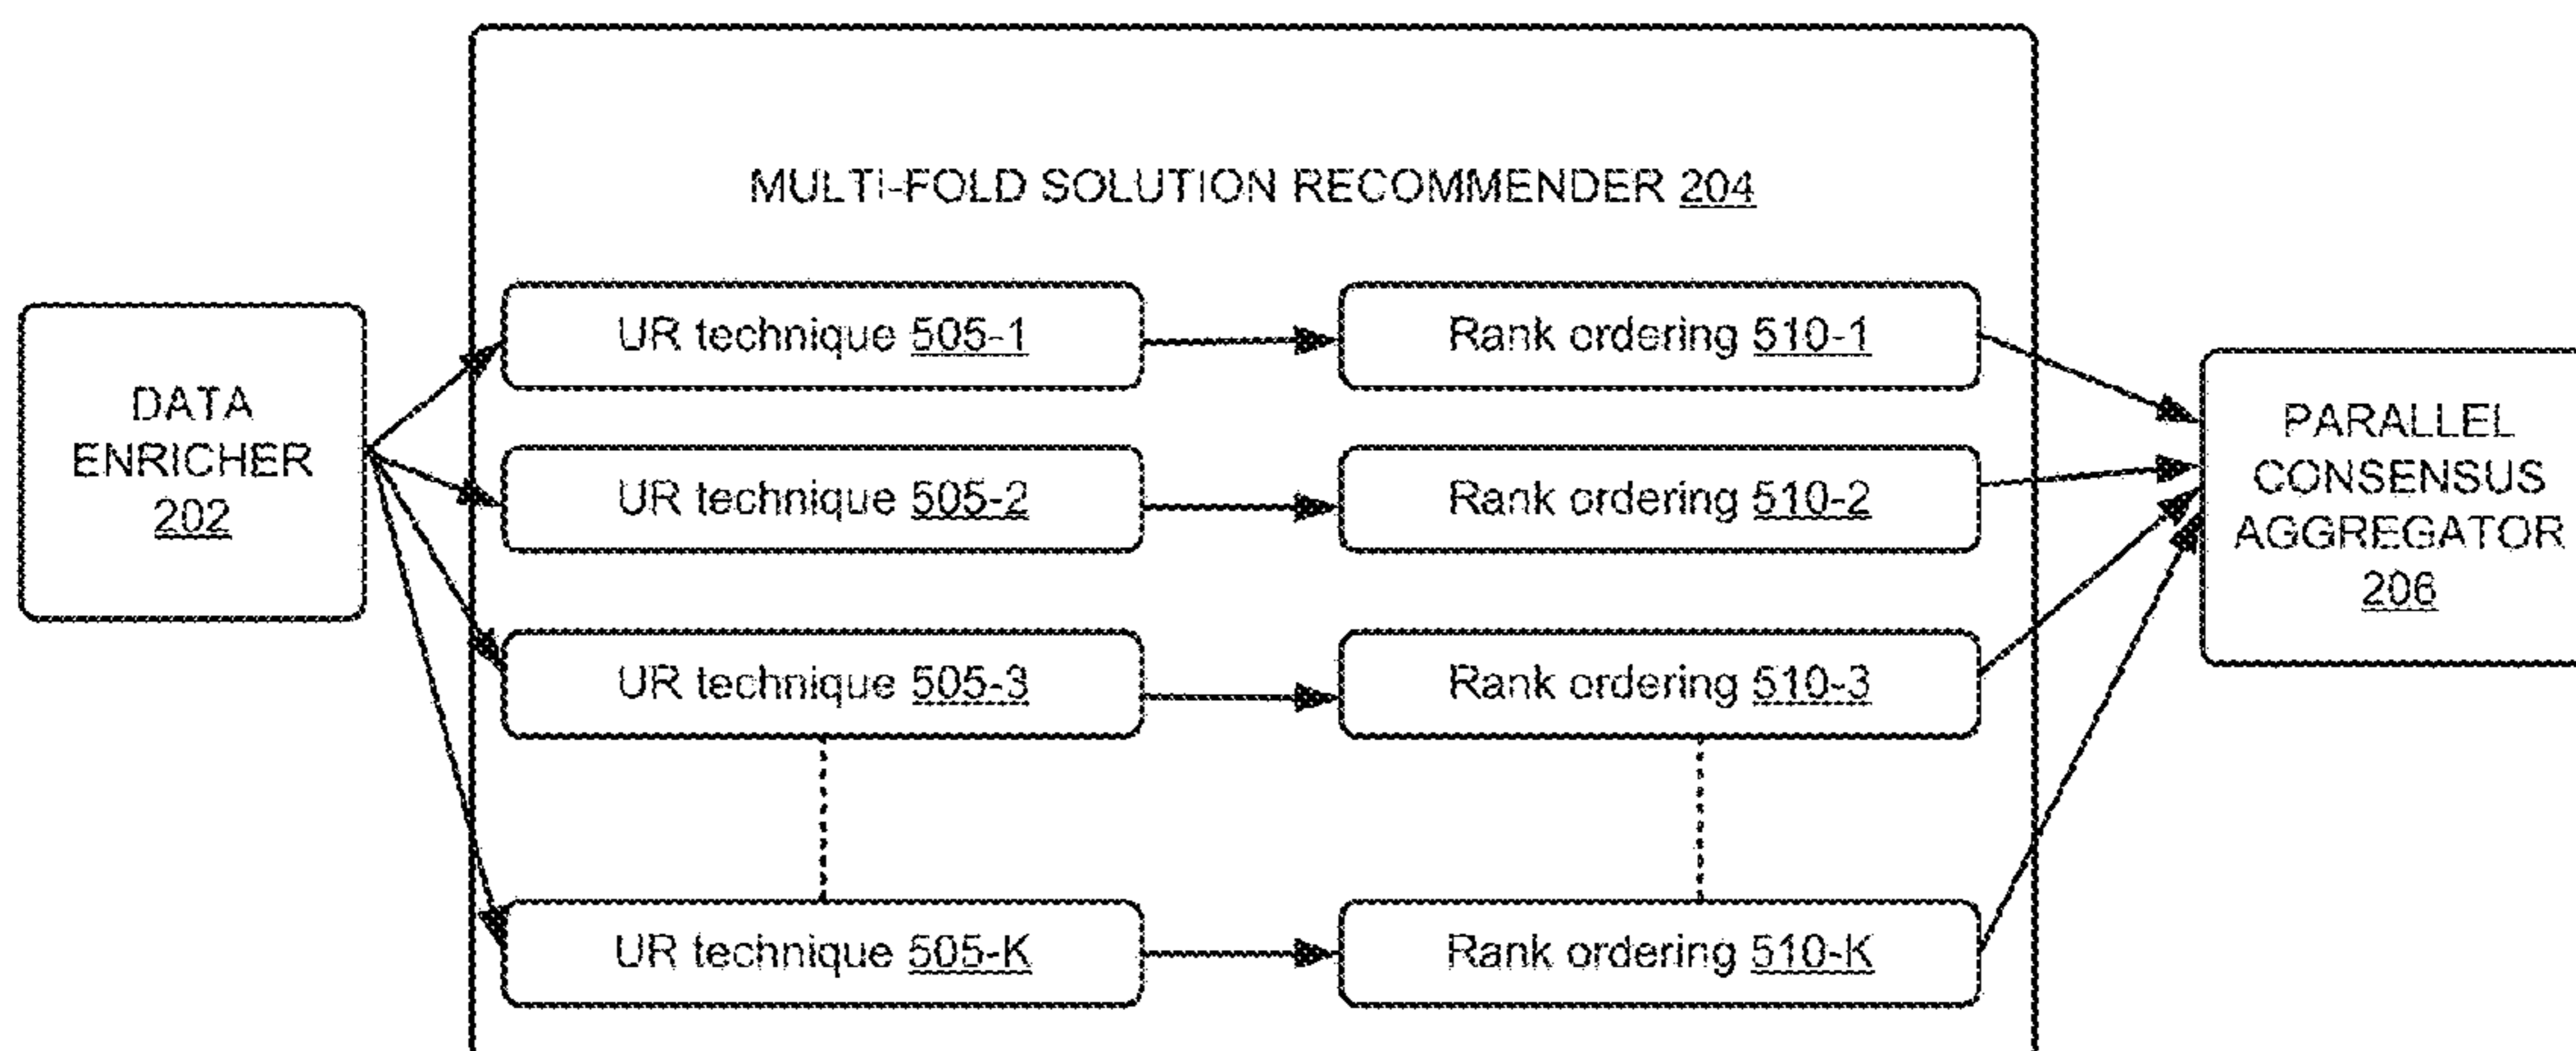 MULTI-FOLD SOLUTION RECOMMENDER 204
DATA
ENRICHER
202
UR technique 505-1
Rank ordering 510-1
UR technique 505-2
Rank ordering 510-2
UR technique 505-3
Rank ordering 510-3
UR technique 505-K
Rank ordering 510-K
PARALLEL
CONSENSUS
AGGREGATOR
206